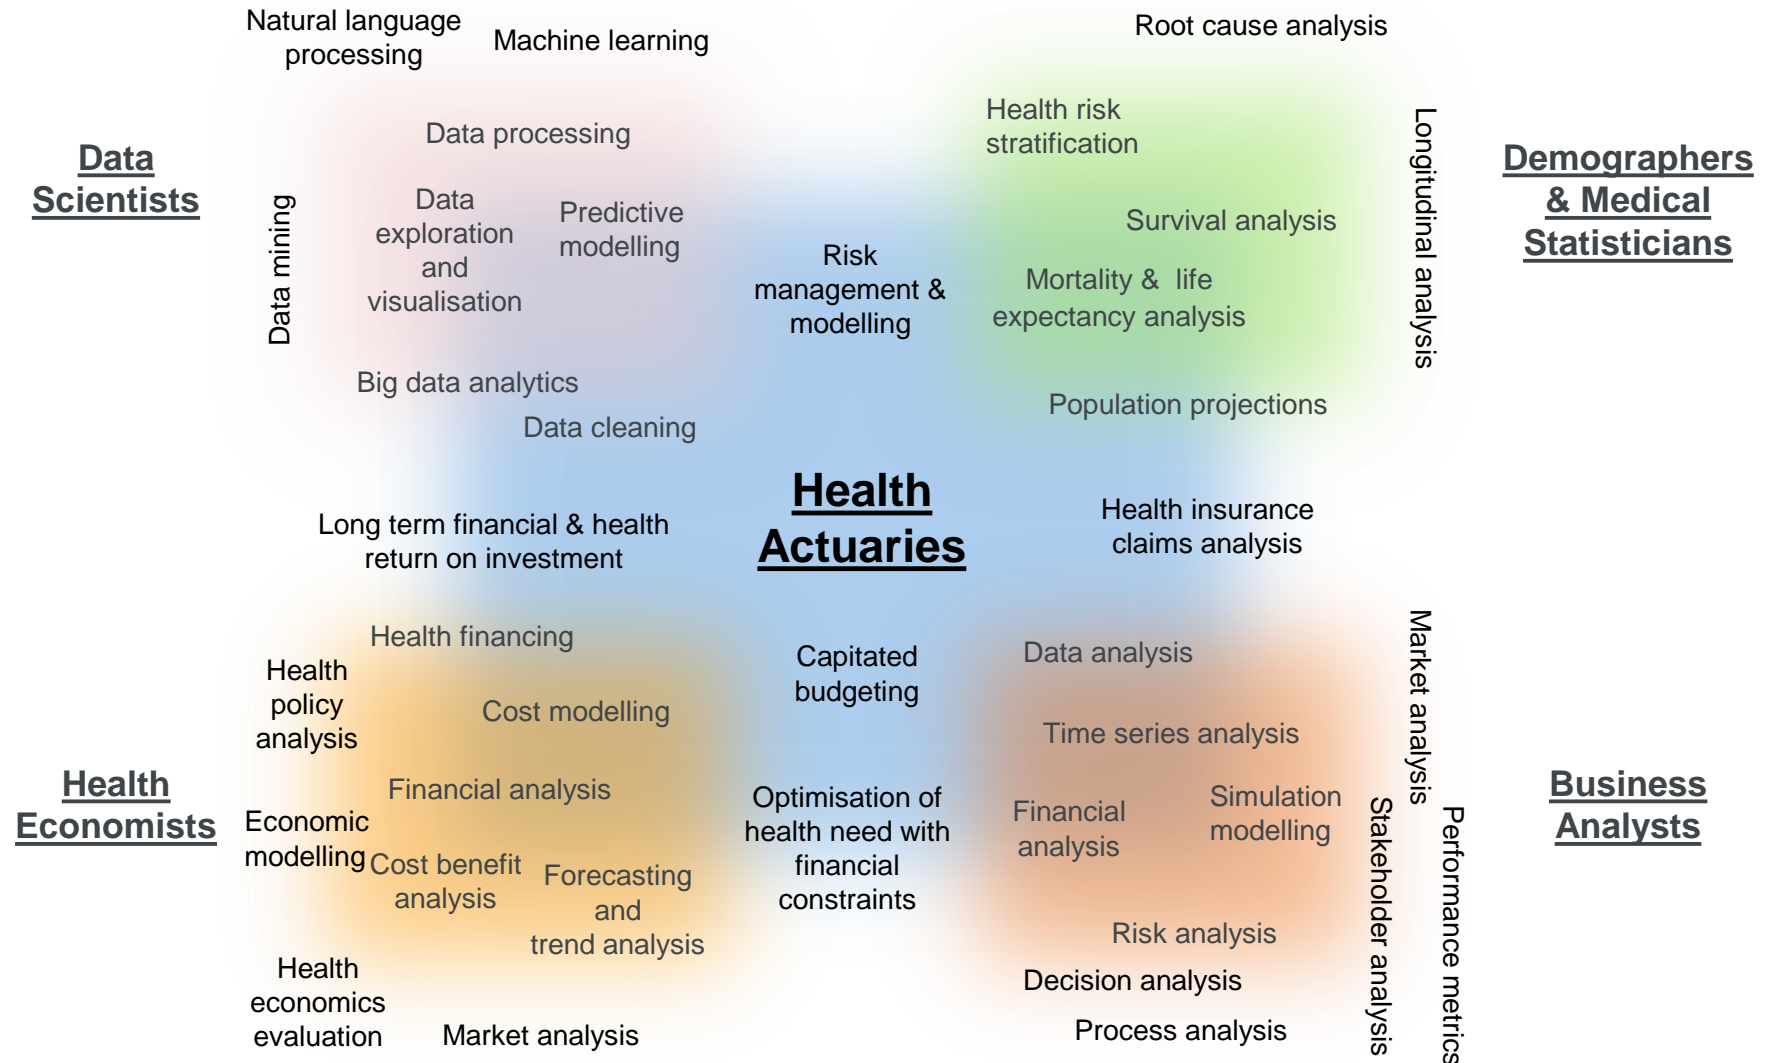 Natural language
processing
Machine learning
Root cause analysis
Data
Scientists
Data mining
Data processing
Data
exploration
and
visualisation
Predictive
modelling
Big data analytics
Data cleaning
Risk
management &
modelling
Health risk
stratification
Survival analysis
Mortality & life
expectancy analysis
Population projections
Longitudinal analysis
Demographers
& Medical
Statisticians
Long term financial & health
return on investment
Health
Actuaries
Health insurance
claims analysis
Health
Economists
Health financing
Health
policy
analysis
Cost modelling
Financial analysis
Economic
modelling
Cost benefit
analysis
Forecasting
and
trend analysis
Health
economics
evaluation
Market analysis
Capitated
budgeting
Optimisation of
health need with
financial
constraints
Data analysis
Time series analysis
Financial
analysis
Simulation
modelling
Risk analysis
Decision analysis
Process analysis
Market analysis
Stakeholder analysis
Performance metrics
Business
Analysts